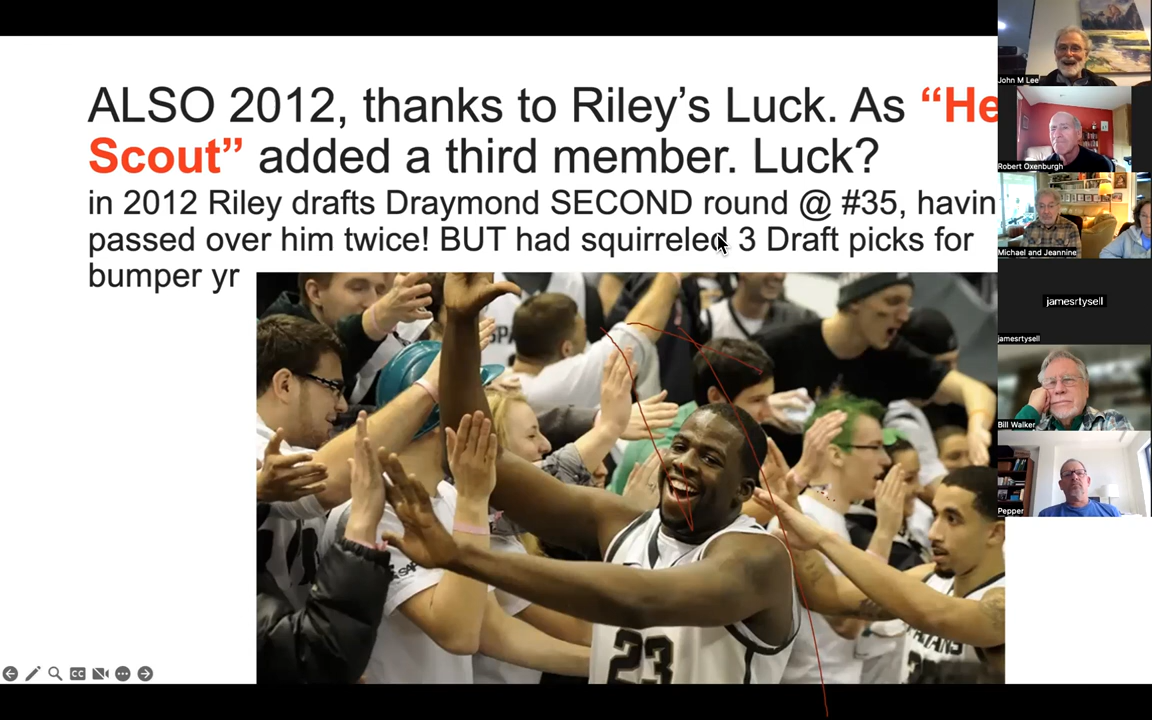 ALSO 2012, thanks to Riley’s Luck. As “He
Scout” added a third member. Luck?
in 2012 Riley drafts Draymond SECOND round @ #35, havin
passed over him twice! BUT had squirreled 3 Draft picks for
bumper yr
John M Lee
Robert Oxenburgh
Michael and Jeannine
jamesrtysell
jamesrtysell
Bill Walker
Pepper
CC
23